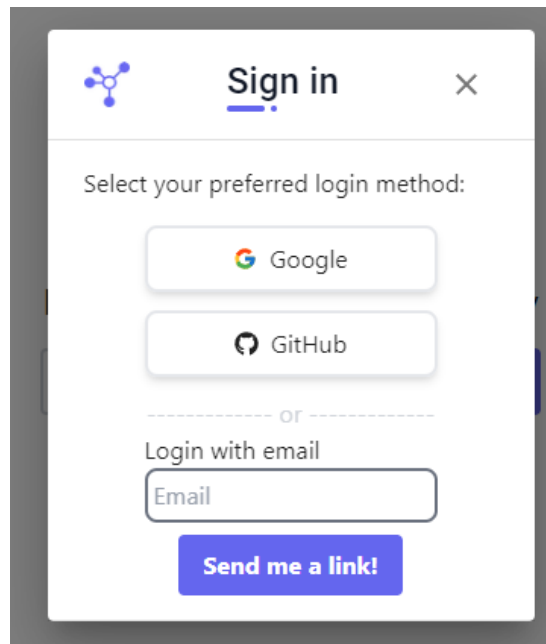 Sign in
Select your preferred login method:
Google
GitHub
------------- or -------------
Login with email
Email
Send me a link!